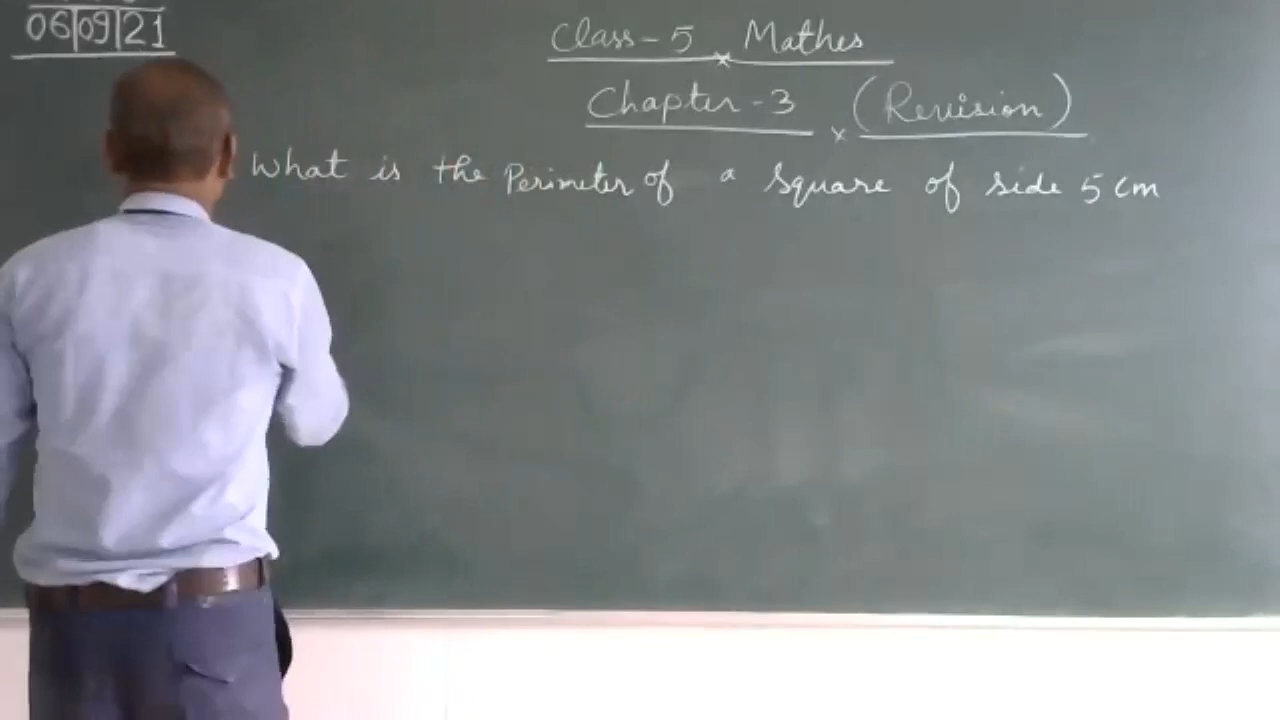 06|09|21
Class-5 Mathes
Chapter-3 (Revision)
What is the Perimeter of a square of side 5 cm